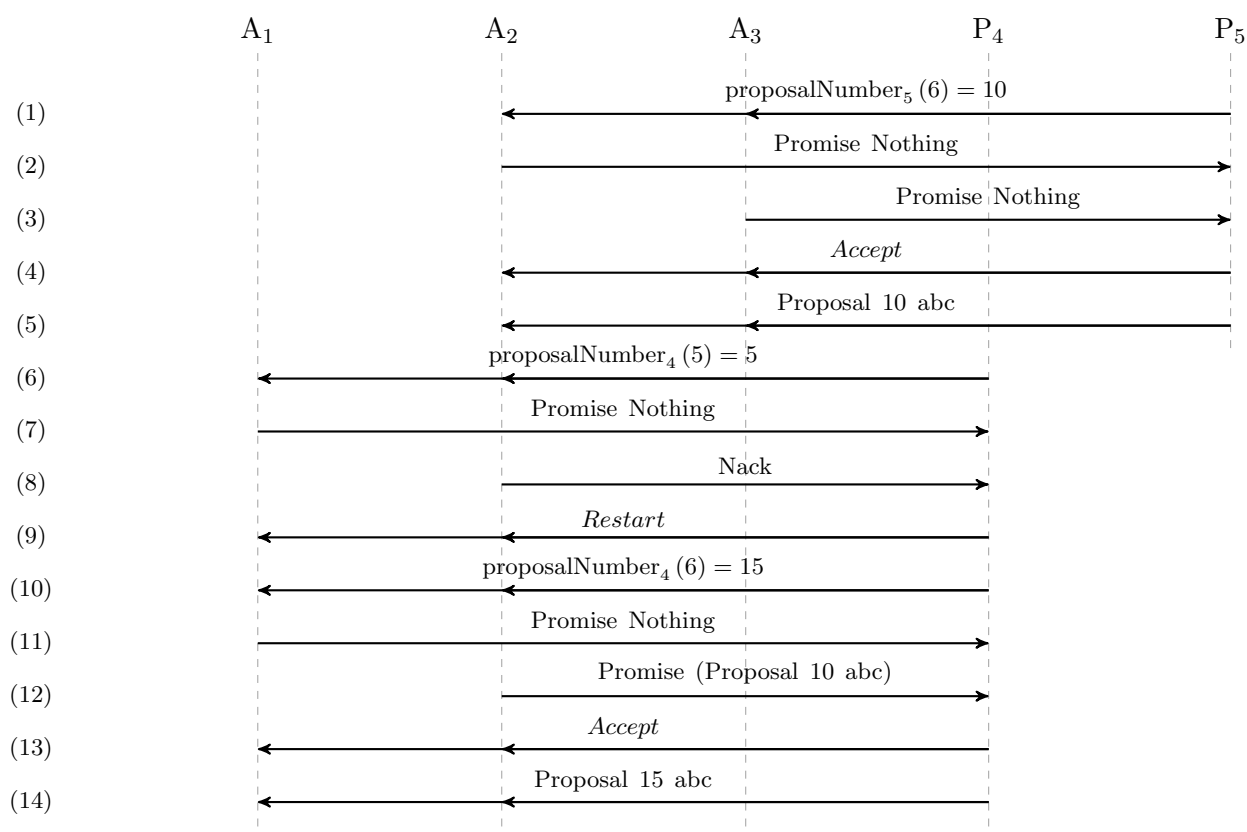 A₁ A₂ A₃ P₄ P₅
(1) proposalNumber₅ (6) = 10
(2) Promise Nothing
(3) Promise Nothing
(4) Accept
(5) Proposal 10 abc
(6) proposalNumber₄ (5) = 5
(7) Promise Nothing
(8) Nack
(9) Restart
(10) proposalNumber₄ (6) = 15
(11) Promise Nothing
(12) Promise (Proposal 10 abc)
(13) Accept
(14) Proposal 15 abc